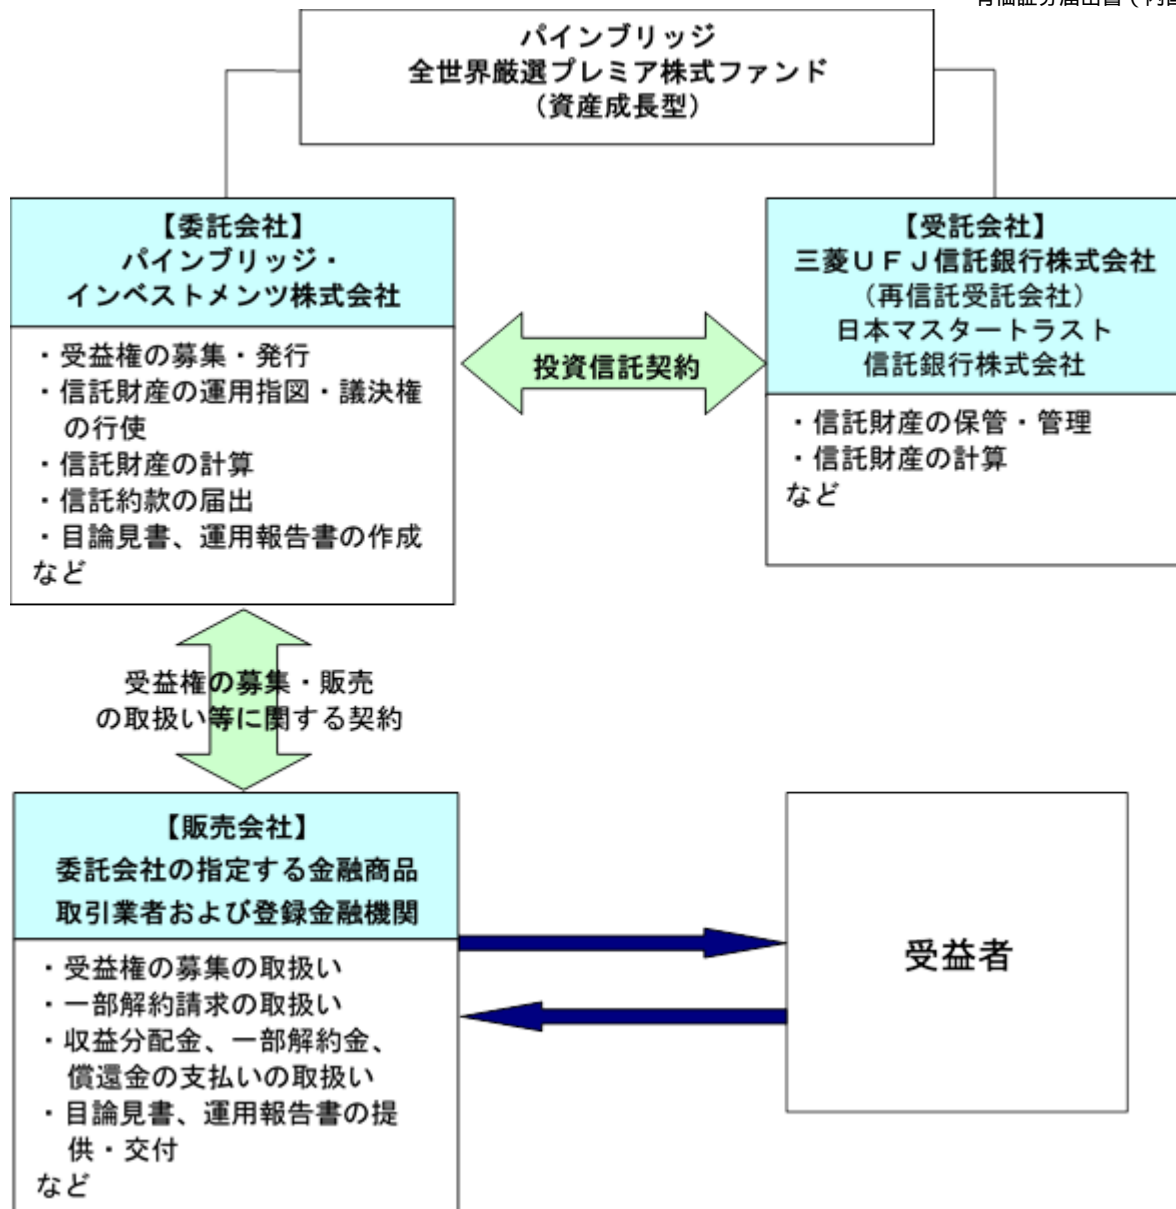 パインブリッジ
全世界厳選プレミア株式ファンド
（資産成長型）
【委託会社】
パインブリッジ・
インベストメンツ株式会社
・受益権の募集・発行
・信託財産の運用指図・議決権
の行使
・信託財産の計算
・信託約款の届出
・目論見書、運用報告書の作成
など
投資信託契約
【受託会社】
三菱ＵＦＪ信託銀行株式会社
（再信託受託会社）
日本マスタートラスト
信託銀行株式会社
・信託財産の保管・管理
・信託財産の計算
など
受益権の募集・販売
の取扱い等に関する契約
【販売会社】
委託会社の指定する金融商品
取引業者および登録金融機関
・受益権の募集の取扱い
・一部解約請求の取扱い
・収益分配金、一部解約金、
償還金の支払いの取扱い
・目論見書、運用報告書の提
供・交付
など
受益者